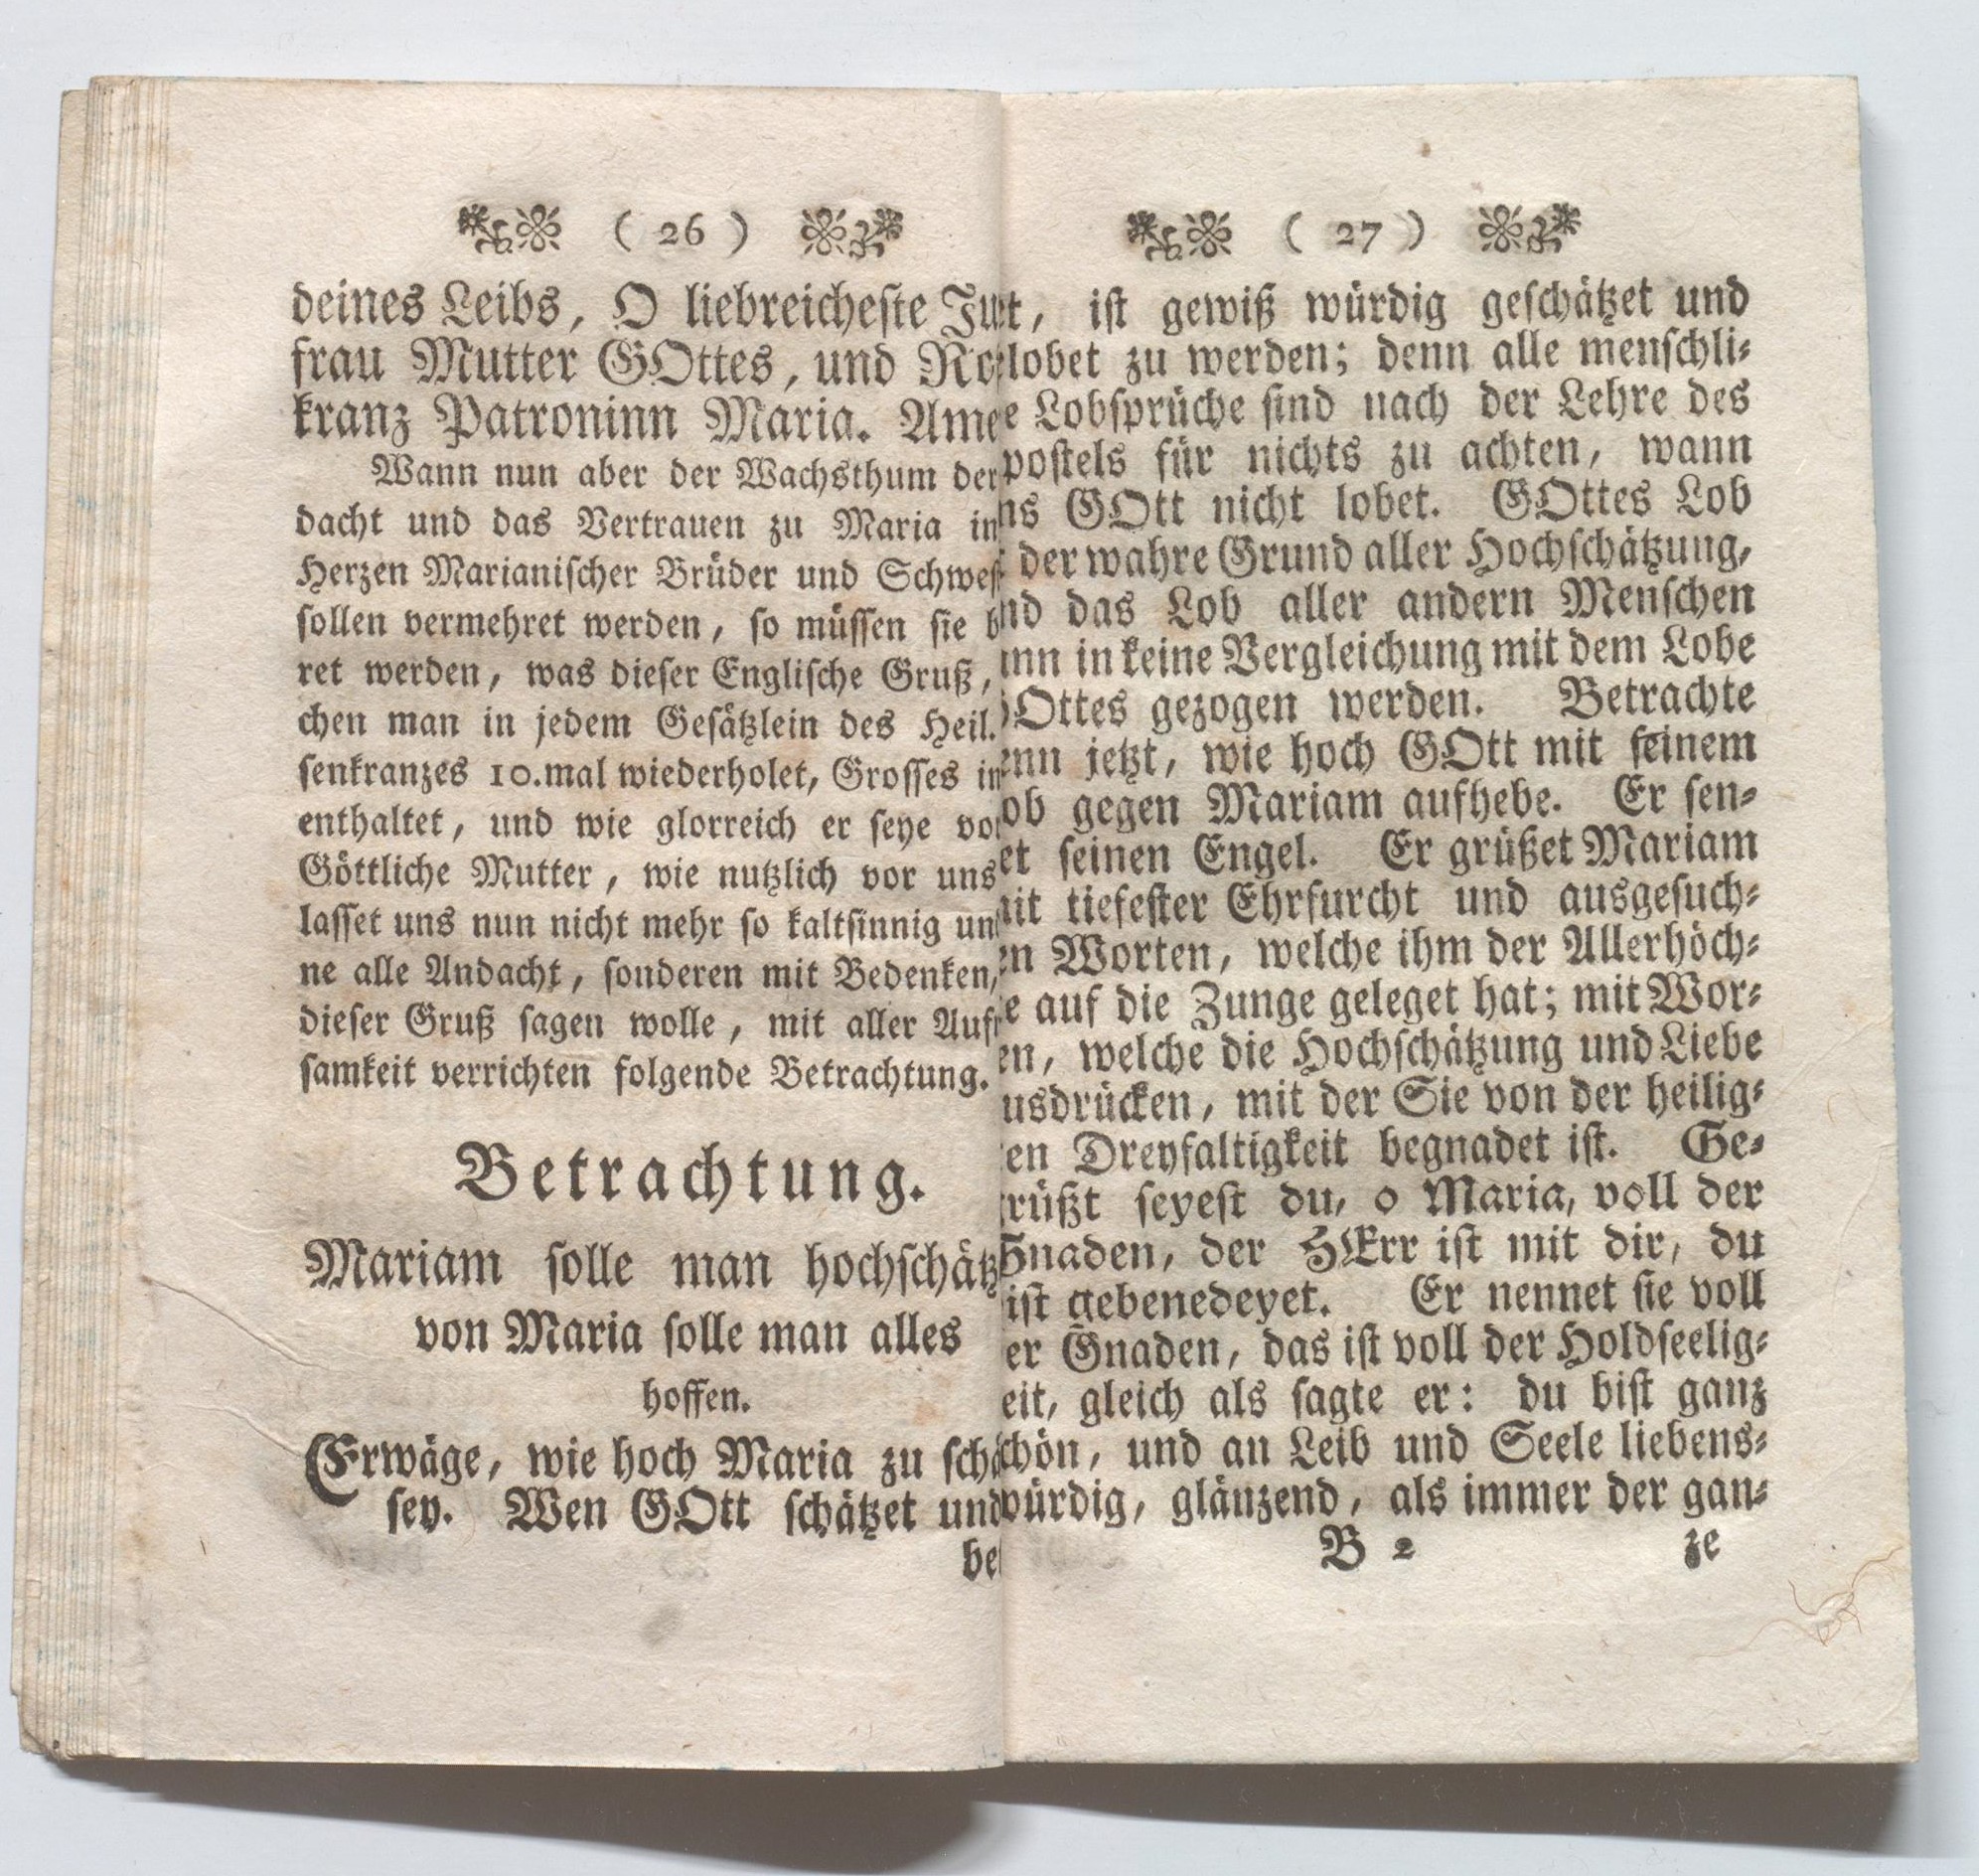 ( 26 )
deines Leibs, O liebreicheste Ju
frau Mutter GOttes, und Ro
kranz Patroninn Maria. Ame
Wann nun aber der Wachsthum der
dacht und das Vertrauen zu Maria in
Herzen Marianischer Brüder und Schwes
sollen vermehret werden, so müssen sie b
ret werden, was dieser Englische Gruß,
chen man in jedem Gesätzlein des Heil.
senkranzes 10.mal wiederholet, Grosses in
enthaltet, und wie glorreich er seye vo
Göttliche Mutter, wie nutzlich vor uns
lasset uns nun nicht mehr so kaltsinnig un
ne alle Andacht, sonderen mit Bedenken,
dieser Gruß sagen wolle, mit aller Auf
samkeit verrichten folgende Betrachtung.
Betrachtung.
Mariam solle man hochschätz
von Maria solle man alles
hoffen.
Erwäge, wie hoch Maria zu schä
sey. Wen GOtt schätzet und
be
( 27 )
t, ist gewiß würdig geschätzet und
lobet zu werden; denn alle menschli-
e Lobsprüche sind nach der Lehre des
postels für nichts zu achten, wann
ns GOtt nicht lobet. GOttes Lob
der wahre Grund aller Hochschätzung,
nd das Lob aller andern Menschen
ann in keine Vergleichung mit dem Lobe
Ottes gezogen werden. Betrachte
enn jetzt, wie hoch GOtt mit seinem
ob gegen Mariam aufhebe. Er sen-
et seinen Engel. Er grüßet Mariam
it tiefester Ehrfurcht und ausgesuch-
en Worten, welche ihm der Allerhöch-
e auf die Zunge geleget hat; mit Wor-
en, welche die Hochschätzung und Liebe
usdrücken, mit der Sie von der heilig-
en Dreyfaltigkeit begnadet ist. Ge-
rüßt seyest du, o Maria, voll der
Gnaden, der HErr ist mit dir, du
ist gebenedeyet. Er nennet sie voll
er Gnaden, das ist voll der Holdseelig-
eit, gleich als sagte er: du bist ganz
chön, und an Leib und Seele liebens-
würdig, glänzend, als immer der gan-
B 2 ze